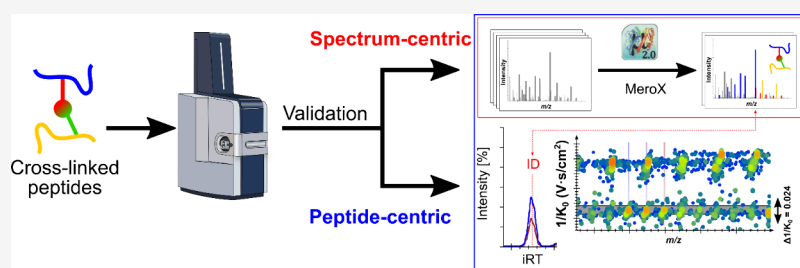 Cross-linked
peptides
Validation
Spectrum-centric
Peptide-centric
Intensity
m/z
2.0
MeroX
Intensity
m/z
Intensity [%]
ID
iRT
1/K0 (V·s/cm²)
m/z
Δ1/K0 = 0.024